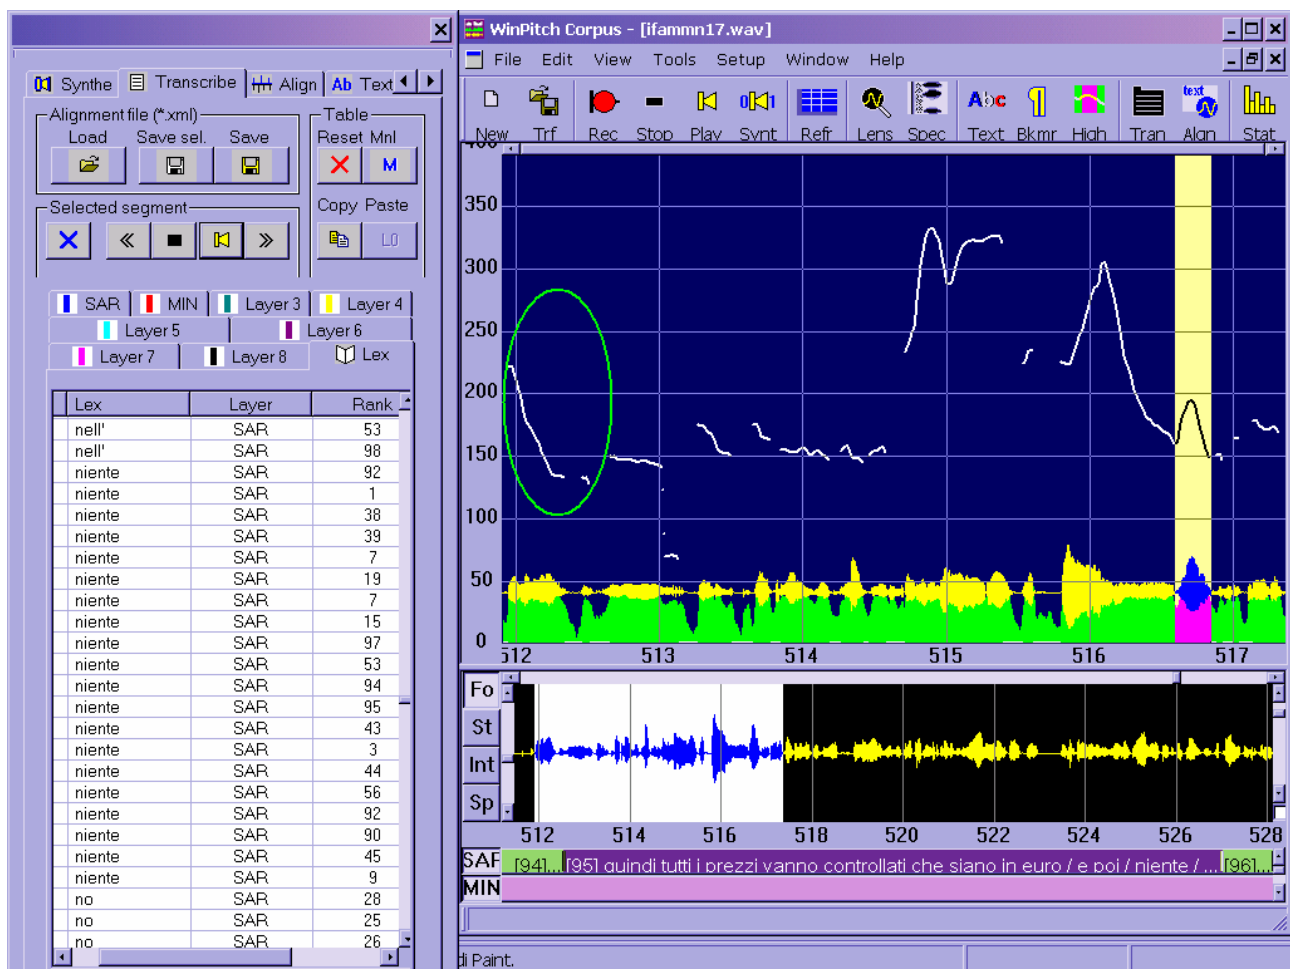 WinPitch Corpus - [ifammn17.wav]
File Edit View Tools Setup Window Help
New Trf Rec Stop Play Synt Refr Lens Spec Text Bkmr High Tran Algn Stat
Synthe Transcribe Align Ab Text
Alignment file (*.xml) Table
Load Save sel. Save Reset Mnl
M
Selected segment Copy Paste
L0
SAR MIN Layer 3 Layer 4
Layer 5 Layer 6
Layer 7 Layer 8 Lex
Lex Layer Rank
nell' SAR 53
nell' SAR 98
niente SAR 92
niente SAR 1
niente SAR 38
niente SAR 39
niente SAR 7
niente SAR 19
niente SAR 7
niente SAR 15
niente SAR 97
niente SAR 53
niente SAR 94
niente SAR 95
niente SAR 43
niente SAR 3
niente SAR 44
niente SAR 56
niente SAR 92
niente SAR 90
niente SAR 45
niente SAR 9
no SAR 28
no SAR 25
no SAR 26
400
350
300
250
200
150
100
50
0
512 513 514 515 516 517
Fo
St
Int
Sp
512 514 516 518 520 522 524 526 528
SAR [94]... [95] quindi tutti i prezzi vanno controllati che siano in euro / e poi / niente / ... [96]...
MIN
di Paint.